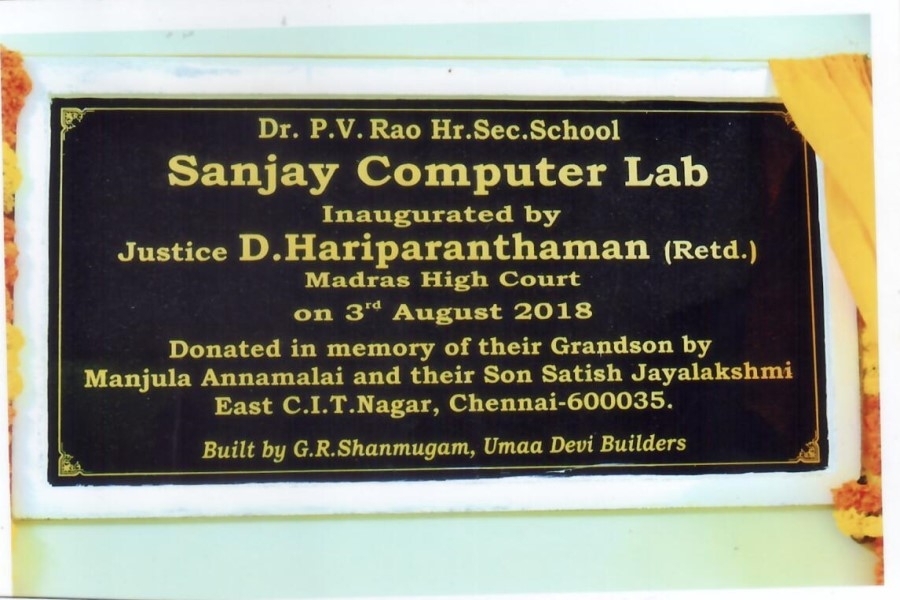 Dr. P.V. Rao Hr.Sec.School
Sanjay Computer Lab
Inaugurated by
Justice D.Hariparanthaman (Retd.)
Madras High Court
on 3rd August 2018
Donated in memory of their Grandson by
Manjula Annamalai and their Son Satish Jayalakshmi
East C.I.T.Nagar, Chennai-600035.
Built by G.R.Shanmugam, Umaa Devi Builders